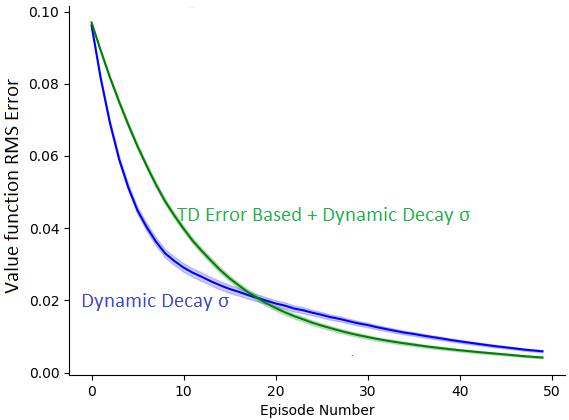 0.10
0.08
0.06
0.04
0.02
0.00
Value function RMS Error
TD Error Based + Dynamic Decay σ
Dynamic Decay σ
0 10 20 30 40 50
Episode Number